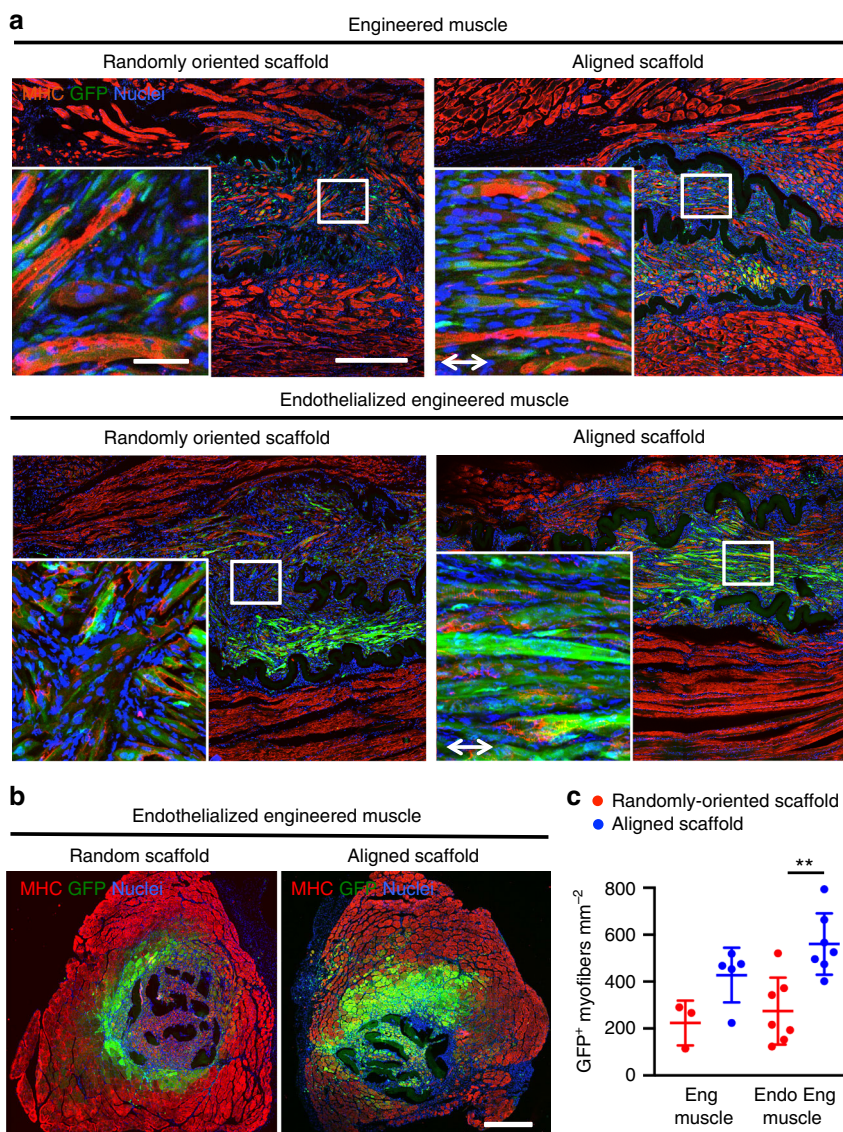 a
Engineered muscle
Randomly oriented scaffold
Aligned scaffold
MHC GFP Nuclei
Endothelialized engineered muscle
Randomly oriented scaffold
Aligned scaffold
b
Endothelialized engineered muscle
Random scaffold
Aligned scaffold
MHC GFP Nuclei
MHC GFP Nuclei
c
Randomly-oriented scaffold
Aligned scaffold
**
GFP⁺ myofibers mm⁻²
800
600
400
200
0
Eng muscle
Endo Eng muscle